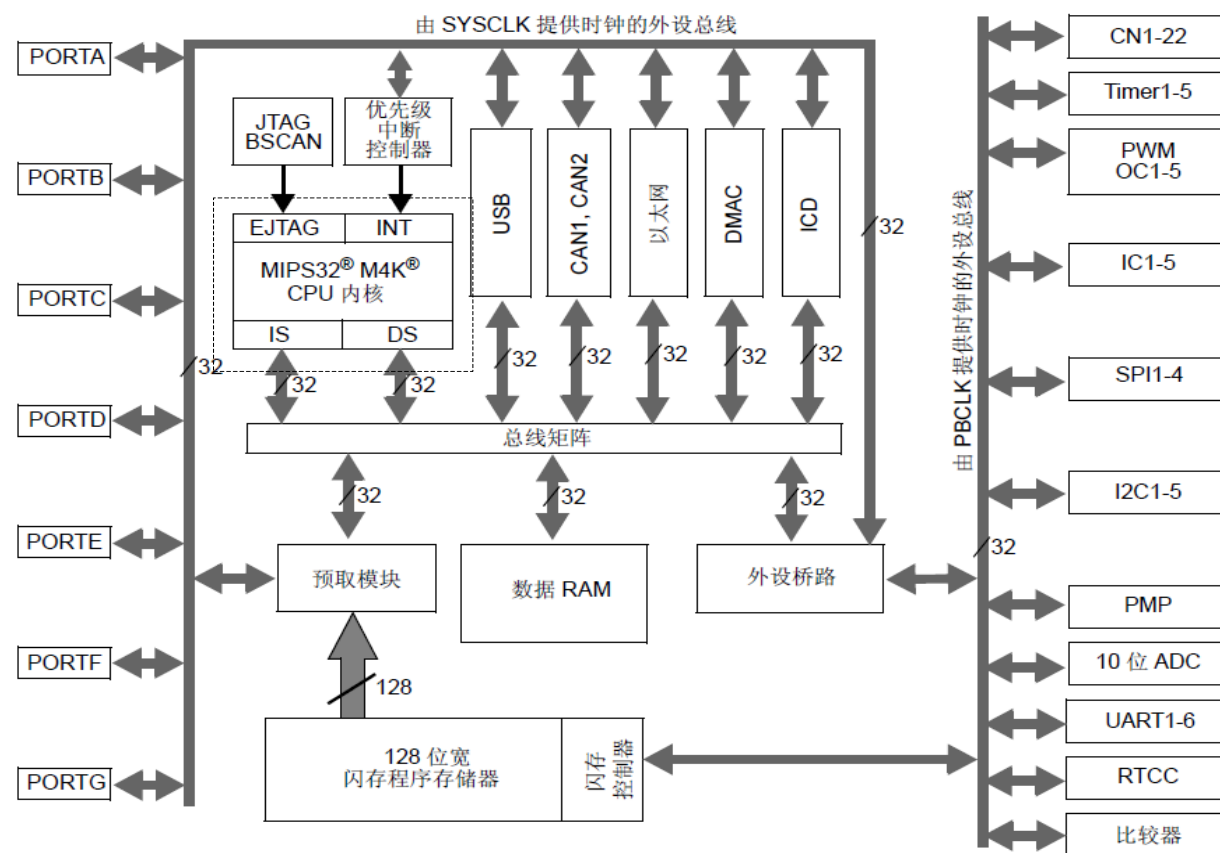 由 SYSCLK 提供时钟的外设总线
PORTA
PORTB
PORTC
PORTD
PORTE
PORTF
PORTG
32
JTAG
BSCAN
优先级
中断
控制器
EJTAG
INT
MIPS32® M4K®
CPU 内核
IS
DS
32
32
USB
CAN1, CAN2
以太网
DMAC
ICD
32
32
32
32
32
32
总线矩阵
32
32
32
预取模块
数据 RAM
外设桥路
128
128 位宽
闪存程序存储器
闪存
控制器
由 PBCLK 提供时钟的外设总线
32
CN1-22
Timer1-5
PWM
OC1-5
IC1-5
SPI1-4
I2C1-5
PMP
10 位 ADC
UART1-6
RTCC
比较器